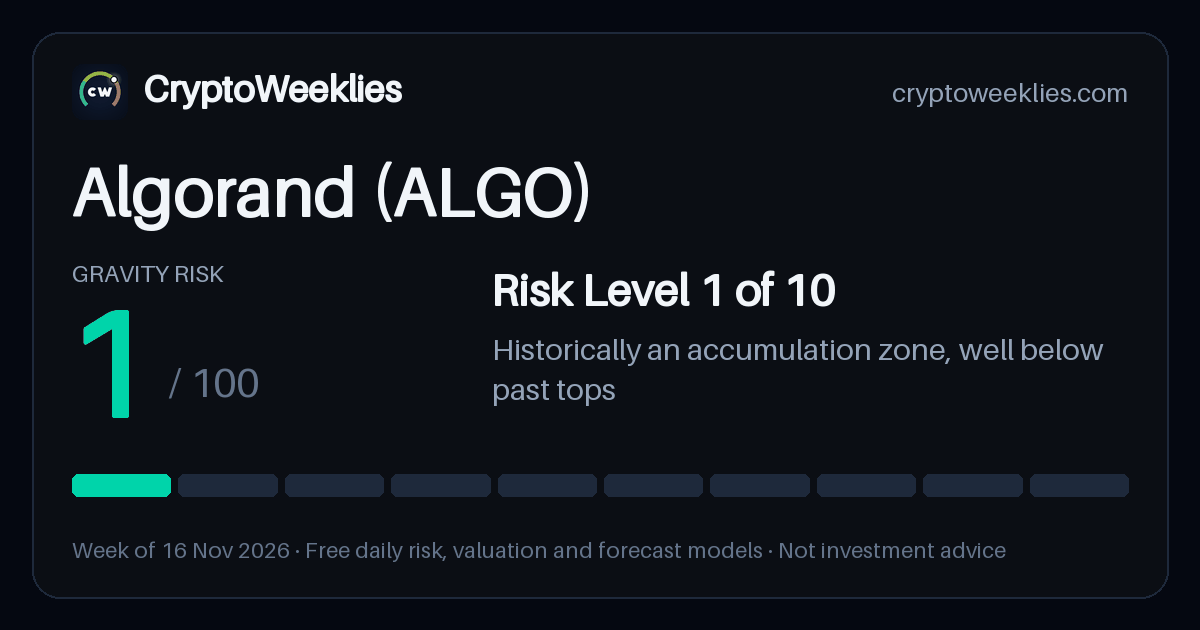 CW
CryptoWeeklies
cryptoweeklies.com
Algorand (ALGO)
GRAVITY RISK
1 / 100
Risk Level 1 of 10
Historically an accumulation zone, well below
past tops
Week of 16 Nov 2026 · Free daily risk, valuation and forecast models · Not investment advice